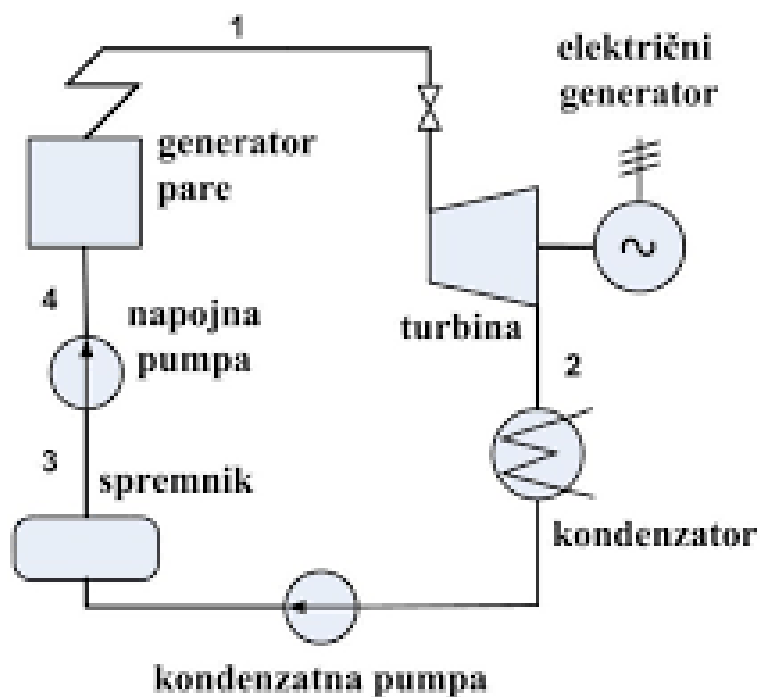 1
električni
generator
generator
pare
4
napojna
pumpa
turbina
2
3
spremnik
kondenzator
kondenzatna pumpa